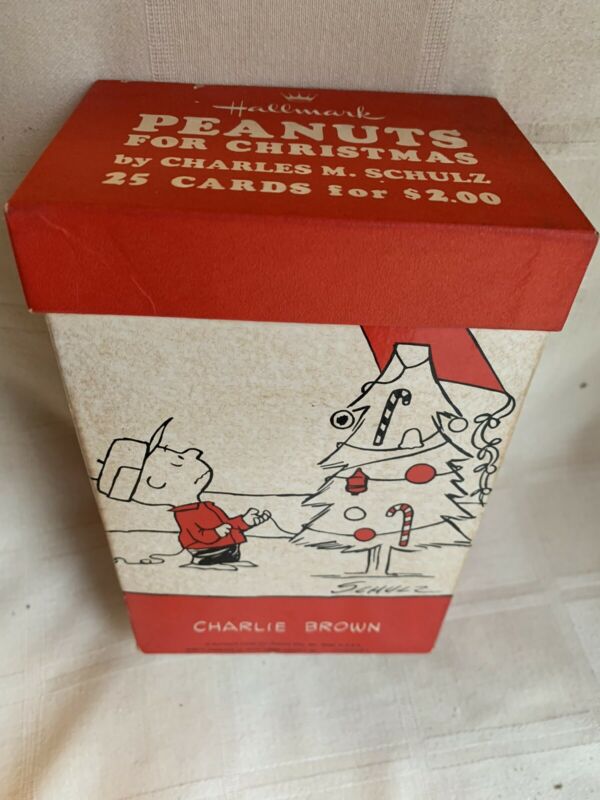 Hallmark
PEANUTS
FOR CHRISTMAS
by CHARLES M. SCHULZ
25 CARDS for $2.00
SCHULZ
CHARLIE BROWN